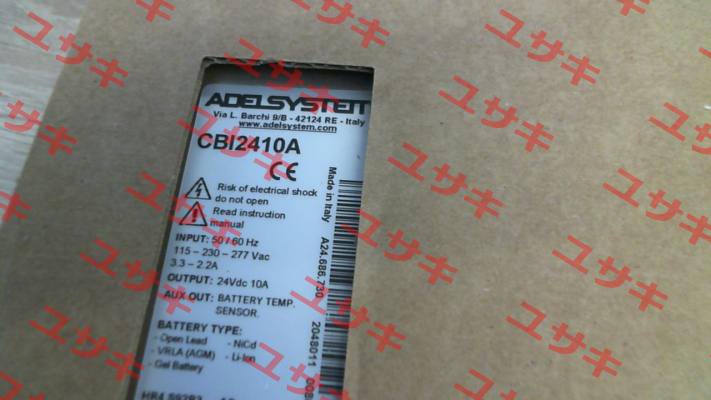 ADELSYSTEM
Via L. Barchi 9/B - 42124 RE - Italy
www.adelsystem.com
CBI2410A
CE
Risk of electrical shock
do not open
Read instruction
manual
INPUT: 50 / 60 Hz
115 – 230 – 277 Vac
3.3 – 2.2A
OUTPUT: 24Vdc 10A
AUX OUT: BATTERY TEMP.
SENSOR.
BATTERY TYPE:
- Open Lead - NiCd
- VRLA (AGM) - Li-Ion
- Gel Battery
Made in Italy
A24.686.730
2048011
ユサキ